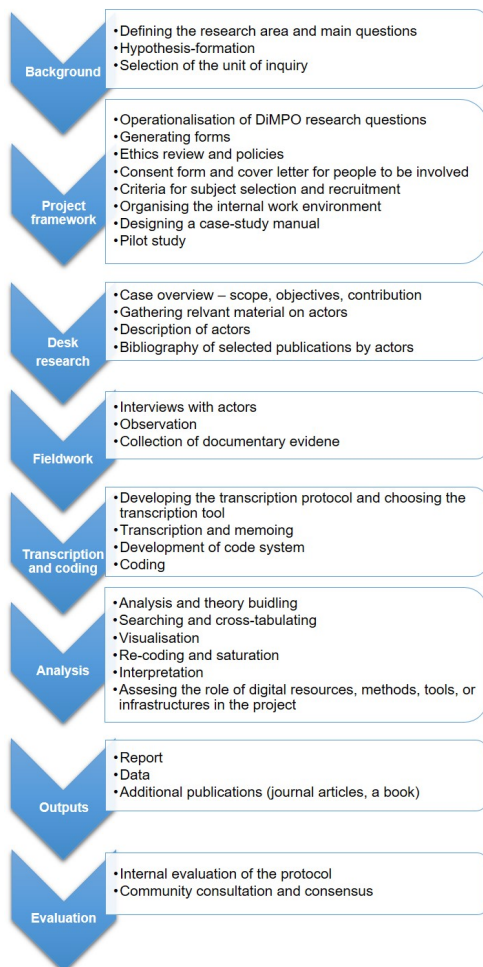 Background
•Defining the research area and main questions
•Hypothesis-formation
•Selection of the unit of inquiry
Project
framework
•Operationalisation of DiMPO research questions
•Generating forms
•Ethics review and policies
•Consent form and cover letter for people to be involved
•Criteria for subject selection and recruitment
•Organising the internal work environment
•Designing a case-study manual
•Pilot study
Desk
research
•Case overview – scope, objectives, contribution
•Gathering relvant material on actors
•Description of actors
•Bibliography of selected publications by actors
Fieldwork
•Interviews with actors
•Observation
•Collection of documentary evidene
Transcription
and coding
•Developing the transcription protocol and choosing the
transcription tool
•Transcription and memoing
•Development of code system
•Coding
Analysis
•Analysis and theory buidling
•Searching and cross-tabulating
•Visualisation
•Re-coding and saturation
•Interpretation
•Assesing the role of digital resources, methods, tools, or
infrastructures in the project
Outputs
•Report
•Data
•Additional publications (journal articles, a book)
Evaluation
•Internal evaluation of the protocol
•Community consultation and consensus